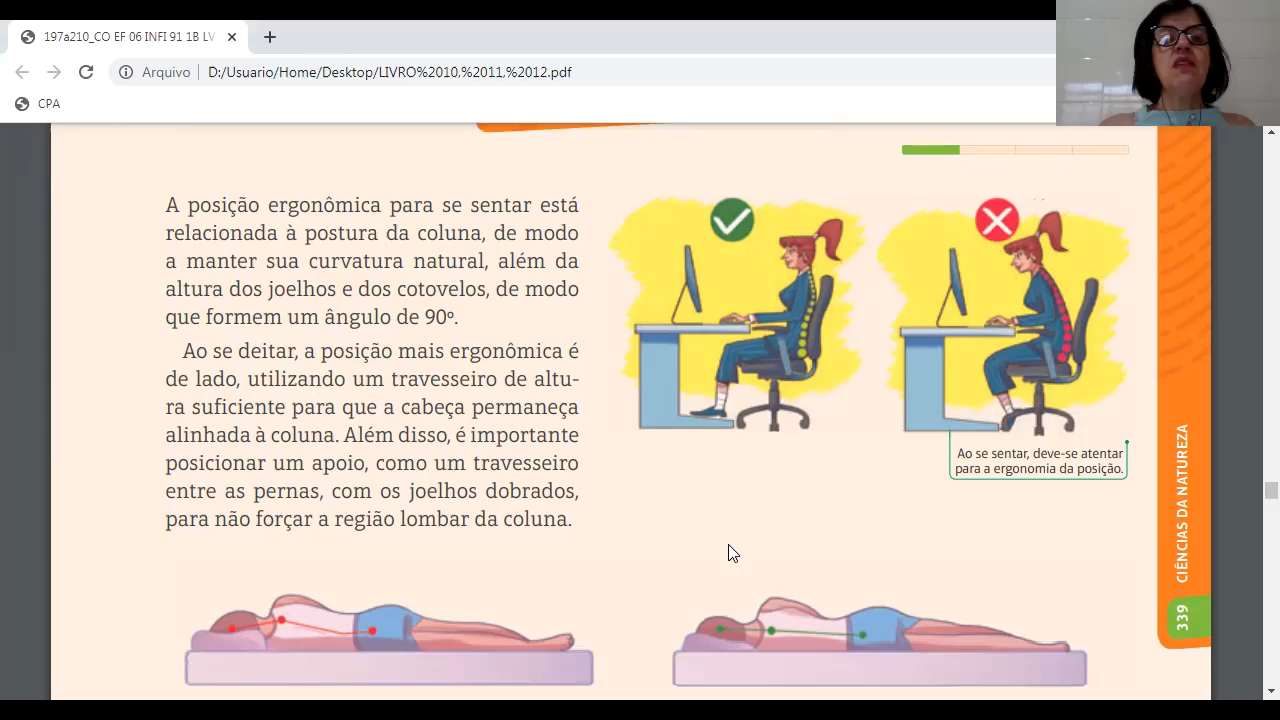 197a210_CO EF 06 INFI 91 1B LV
Arquivo
D:/Usuario/Home/Desktop/LIVRO%2010,%2011,%2012.pdf
CPA
A posição ergonômica para se sentar está
relacionada à postura da coluna, de modo
a manter sua curvatura natural, além da
altura dos joelhos e dos cotovelos, de modo
que formem um ângulo de 90º.
Ao se deitar, a posição mais ergonômica é
de lado, utilizando um travesseiro de altu-
ra suficiente para que a cabeça permaneça
alinhada à coluna. Além disso, é importante
posicionar um apoio, como um travesseiro
entre as pernas, com os joelhos dobrados,
para não forçar a região lombar da coluna.
Ao se sentar, deve-se atentar
para a ergonomia da posição.
CIÊNCIAS DA NATUREZA
339